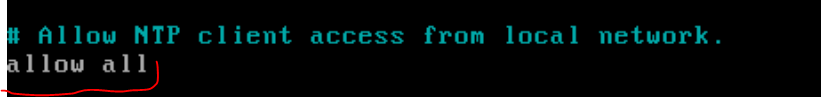 # Allow NTP client access from local network.
allow all